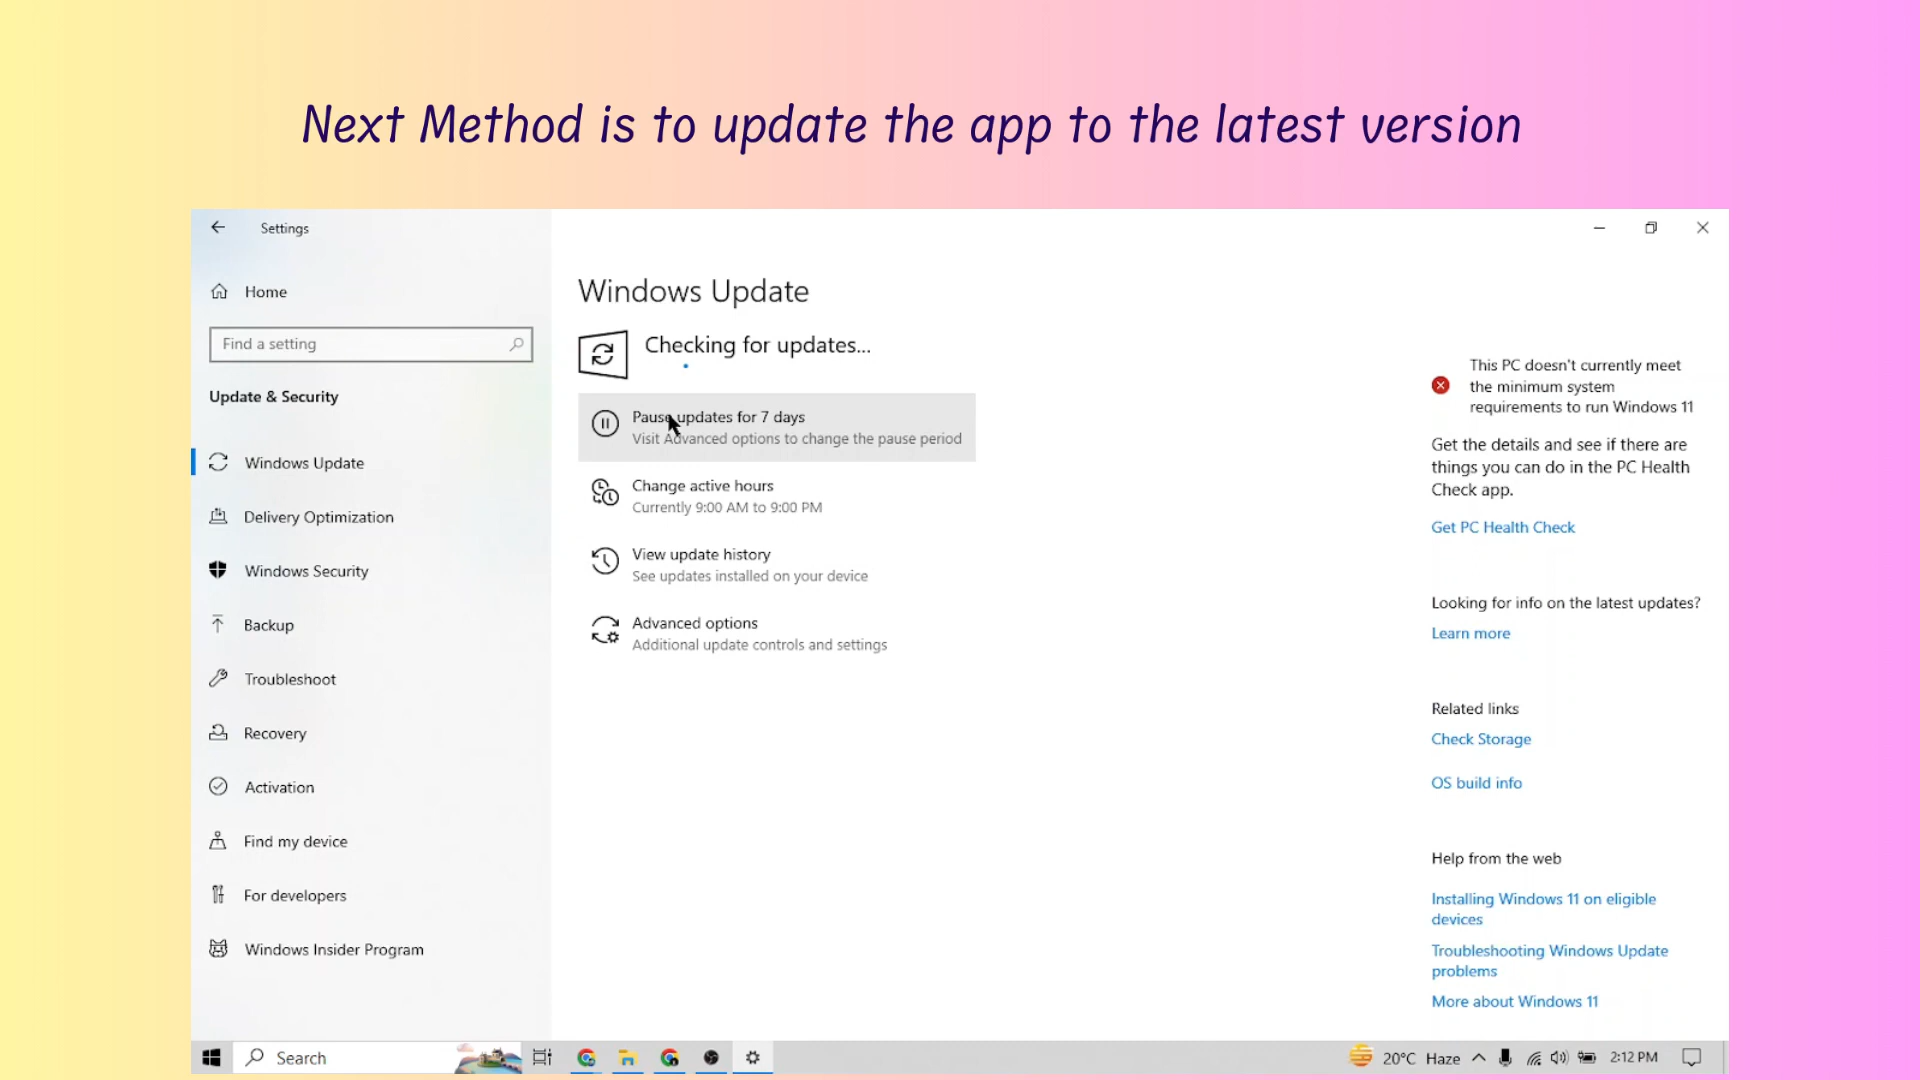 Next Method is to update the app to the latest version
Settings
Home
Find a setting
Update & Security
Windows Update
Delivery Optimization
Windows Security
Backup
Troubleshoot
Recovery
Activation
Find my device
For developers
Windows Insider Program
Windows Update
Checking for updates...
Pause updates for 7 days
Visit Advanced options to change the pause period
Change active hours
Currently 9:00 AM to 9:00 PM
View update history
See updates installed on your device
Advanced options
Additional update controls and settings
This PC doesn't currently meet
the minimum system
requirements to run Windows 11
Get the details and see if there are
things you can do in the PC Health
Check app.
Get PC Health Check
Looking for info on the latest updates?
Learn more
Related links
Check Storage
OS build info
Help from the web
Installing Windows 11 on eligible
devices
Troubleshooting Windows Update
problems
More about Windows 11
Search
20°C Haze
2:12 PM